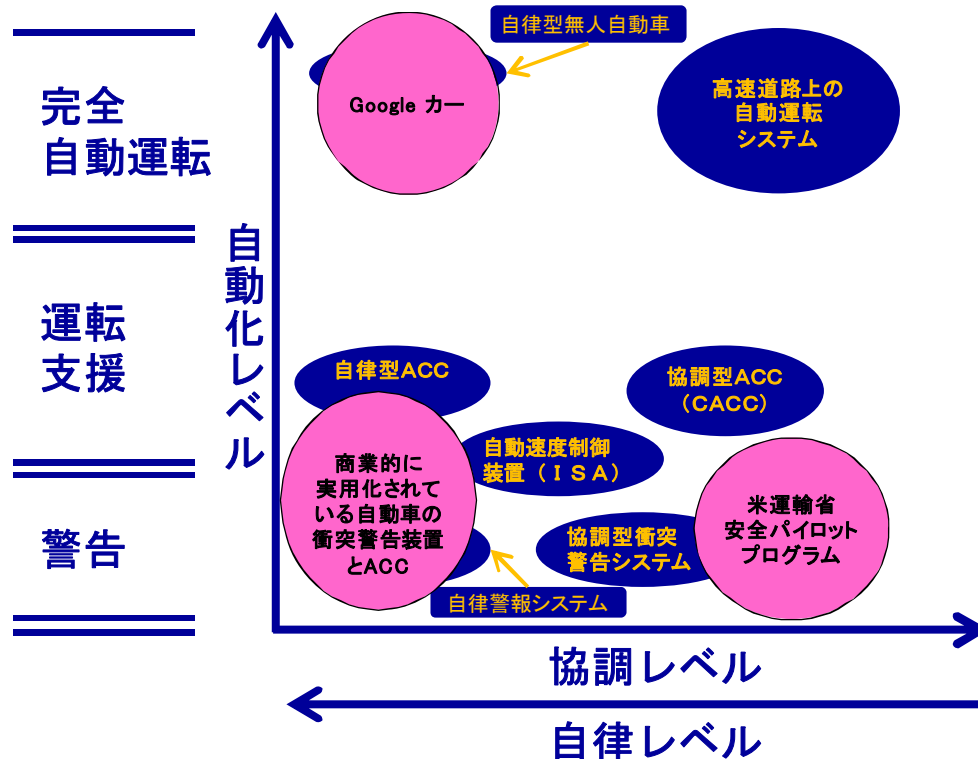 自律型無人自動車
Google カー
高速道路上の
自動運転
システム
完全
自動運転
自動化レベル
運転
支援
自律型ACC
協調型ACC
（CACC）
自動速度制御
装置（ＩＳＡ）
商業的に
実用化されて
いる自動車の
衝突警告装置
とACC
警告
協調型衝突
警告システム
米運輸省
安全パイロット
プログラム
自律警報システム
協調レベル
自律レベル